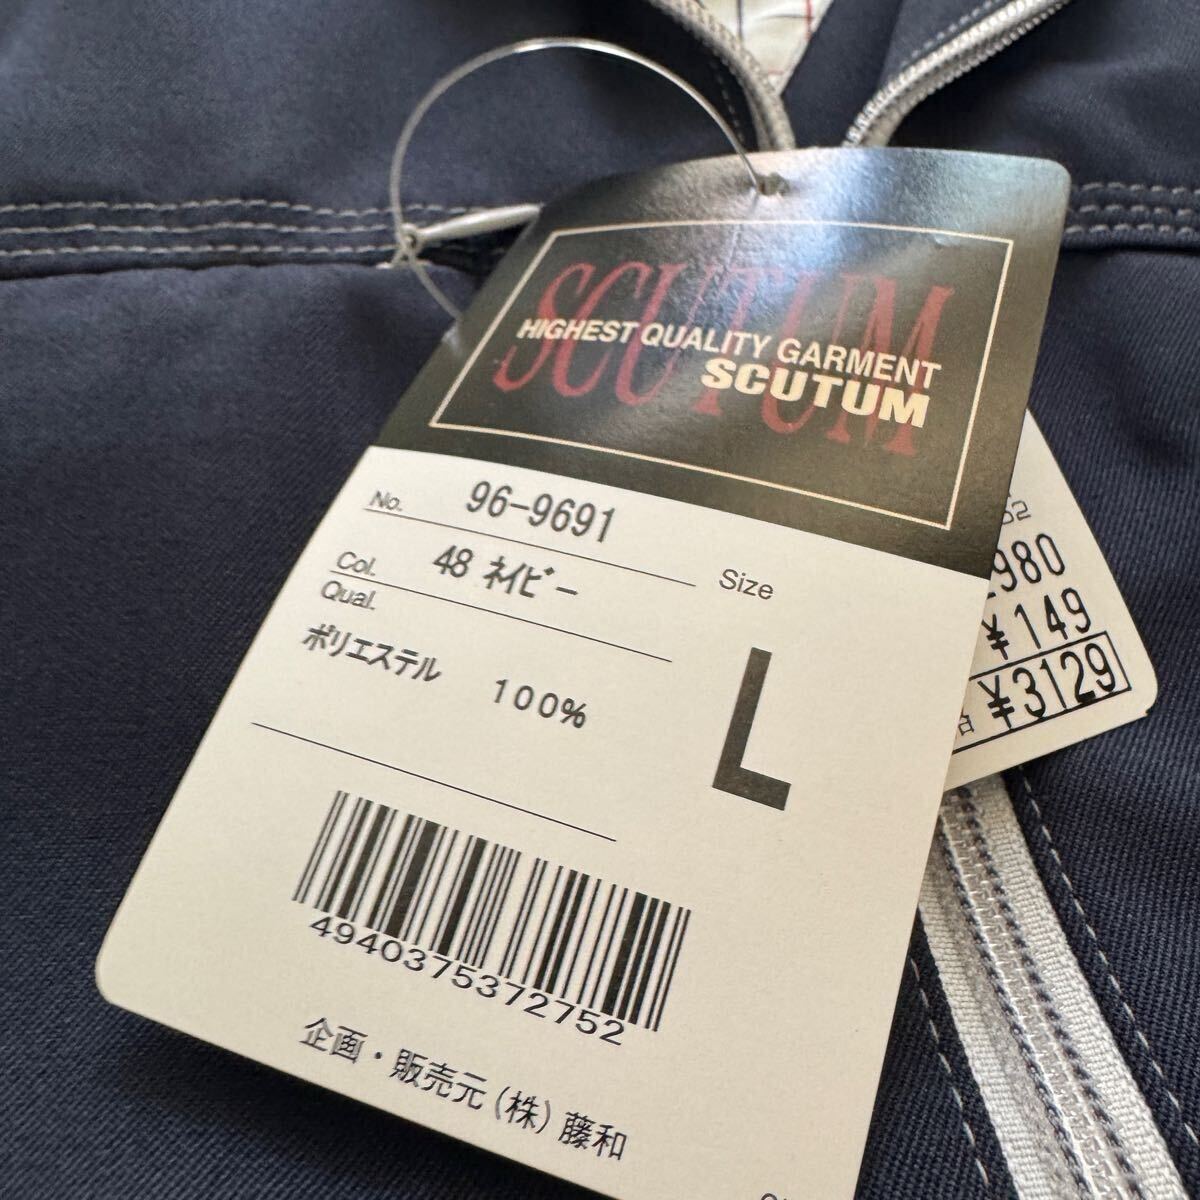 SCUTUM
HIGHEST QUALITY GARMENT
SCUTUM
No. 96-9691
Col. 48 ﾈｲﾋﾞｰ
Size
L
Qual.
ポリエステル 100%
4940375372752
企画・販売元(株)藤和
980
¥149
¥3129